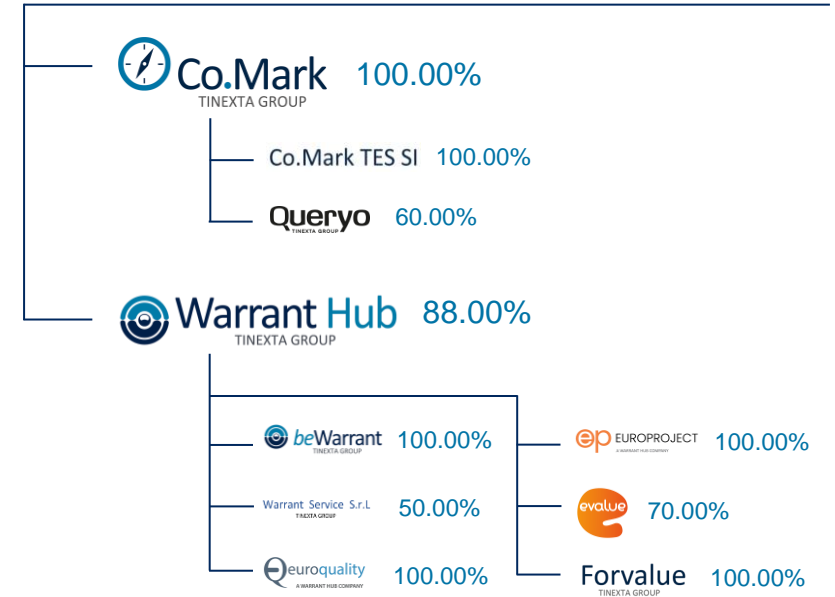 Co.Mark 100.00%
TINEXTA GROUP
Co.Mark TES SI 100.00%
Queryo 60.00%
TINEXTA GROUP
Warrant Hub 88.00%
TINEXTA GROUP
beWarrant 100.00%
TINEXTA GROUP
Warrant Service S.r.L 50.00%
TINEXTA GROUP
euroquality 100.00%
A WARRANT HUB COMPANY
ep EUROPROJECT 100.00%
A WARRANT HUB COMPANY
evalue 70.00%
Forvalue 100.00%
TINEXTA GROUP